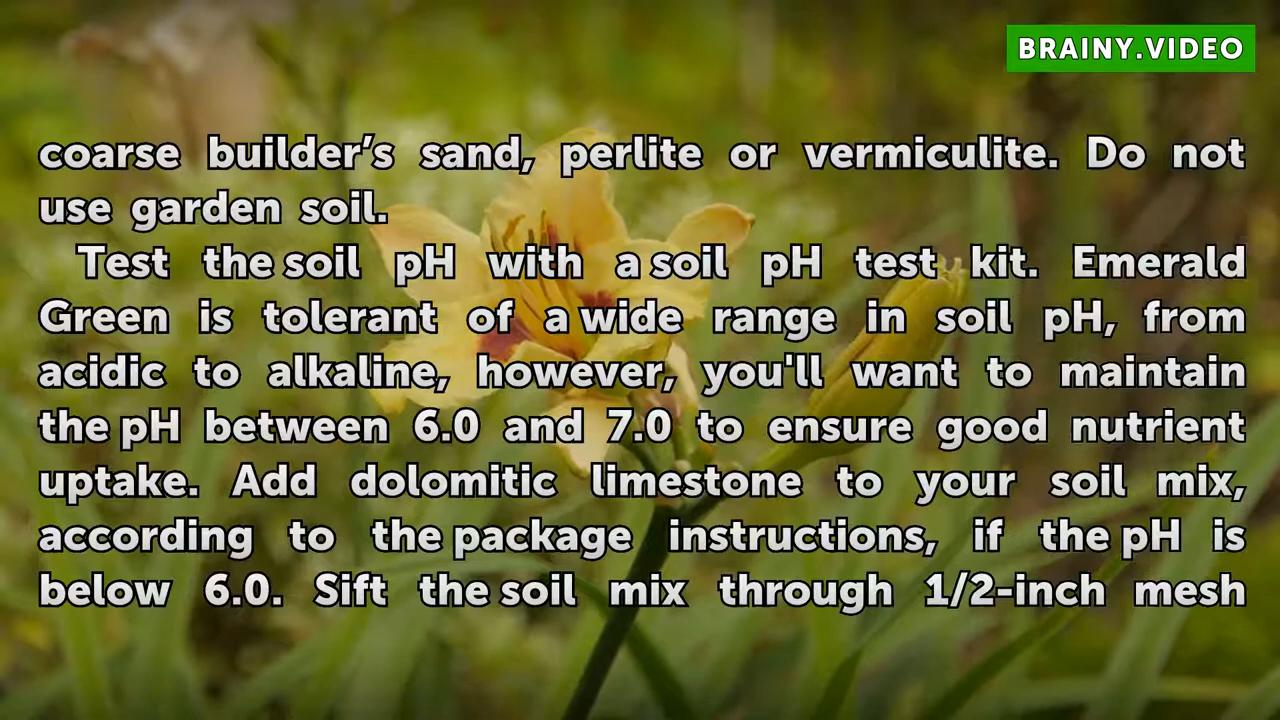 BRAINY.VIDEO
coarse builder’s sand, perlite or vermiculite. Do not
use garden soil.
Test the soil pH with a soil pH test kit. Emerald
Green is tolerant of a wide range in soil pH, from
acidic to alkaline, however, you'll want to maintain
the pH between 6.0 and 7.0 to ensure good nutrient
uptake. Add dolomitic limestone to your soil mix,
according to the package instructions, if the pH is
below 6.0. Sift the soil mix through 1/2-inch mesh